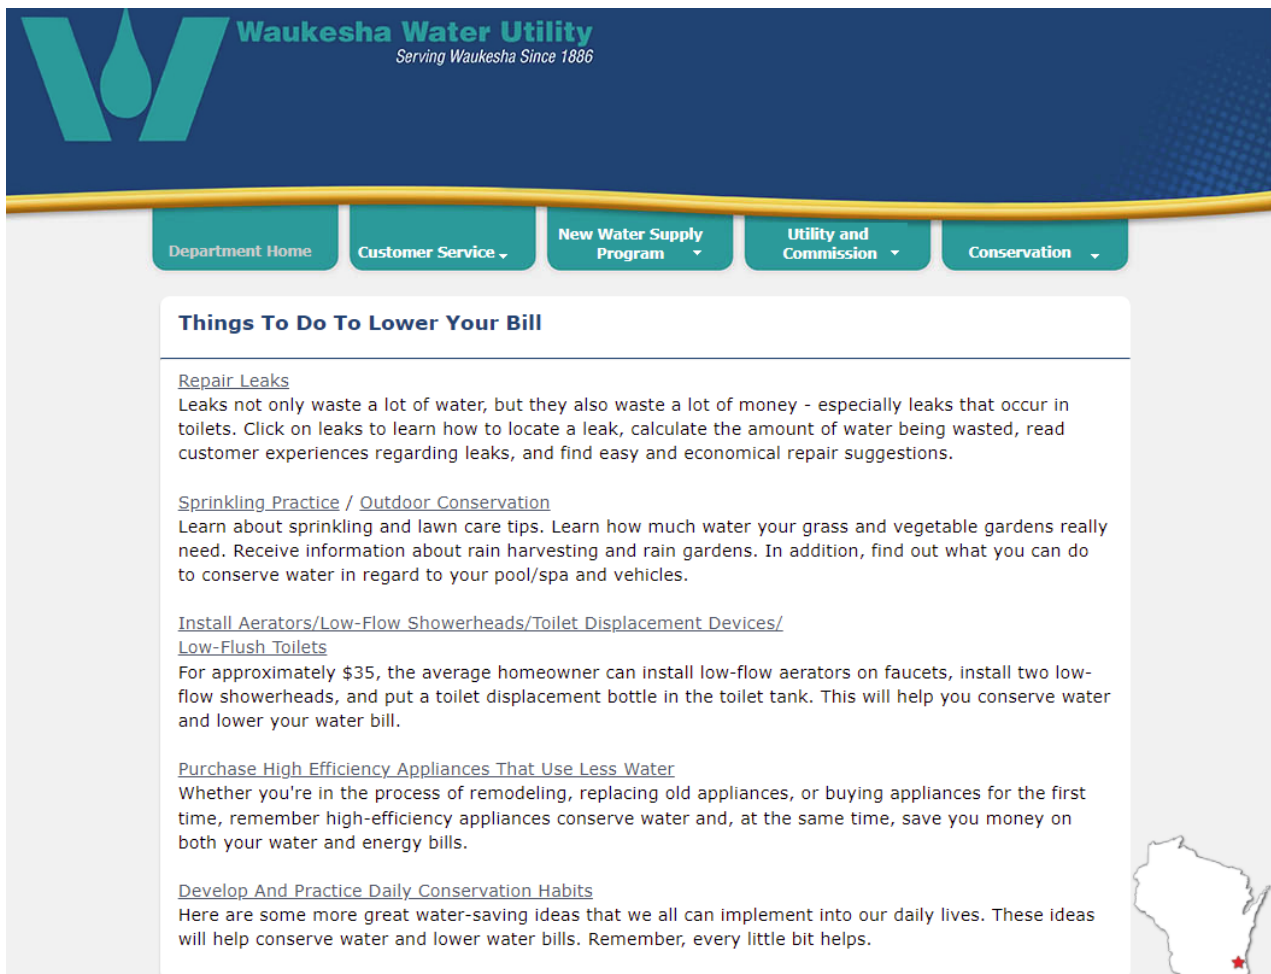 Waukesha Water Utility
Serving Waukesha Since 1886
Department Home
Customer Service
New Water Supply
Program
Utility and
Commission
Conservation
Things To Do To Lower Your Bill
Repair Leaks
Leaks not only waste a lot of water, but they also waste a lot of money - especially leaks that occur in
toilets. Click on leaks to learn how to locate a leak, calculate the amount of water being wasted, read
customer experiences regarding leaks, and find easy and economical repair suggestions.
Sprinkling Practice / Outdoor Conservation
Learn about sprinkling and lawn care tips. Learn how much water your grass and vegetable gardens really
need. Receive information about rain harvesting and rain gardens. In addition, find out what you can do
to conserve water in regard to your pool/spa and vehicles.
Install Aerators/Low-Flow Showerheads/Toilet Displacement Devices/
Low-Flush Toilets
For approximately $35, the average homeowner can install low-flow aerators on faucets, install two low-
flow showerheads, and put a toilet displacement bottle in the toilet tank. This will help you conserve water
and lower your water bill.
Purchase High Efficiency Appliances That Use Less Water
Whether you're in the process of remodeling, replacing old appliances, or buying appliances for the first
time, remember high-efficiency appliances conserve water and, at the same time, save you money on
both your water and energy bills.
Develop And Practice Daily Conservation Habits
Here are some more great water-saving ideas that we all can implement into our daily lives. These ideas
will help conserve water and lower water bills. Remember, every little bit helps.